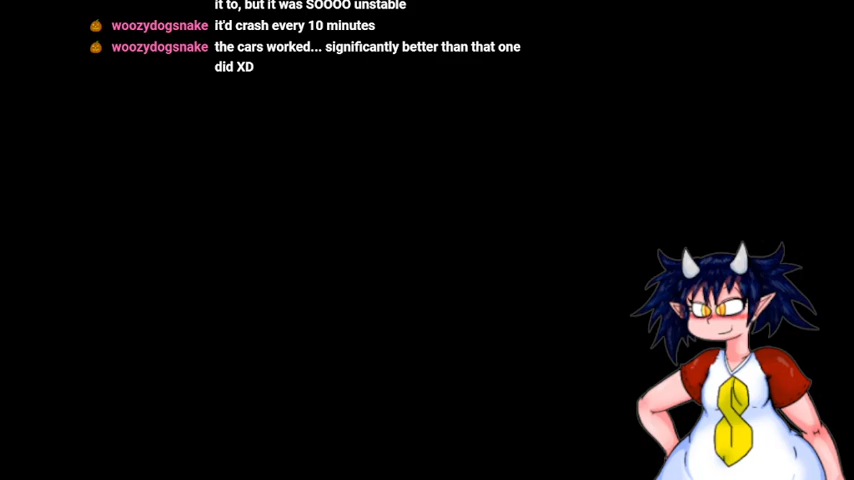 it to, but it was SOOOO unstable
woozydogsnake it'd crash every 10 minutes
woozydogsnake the cars worked... significantly better than that one
did XD